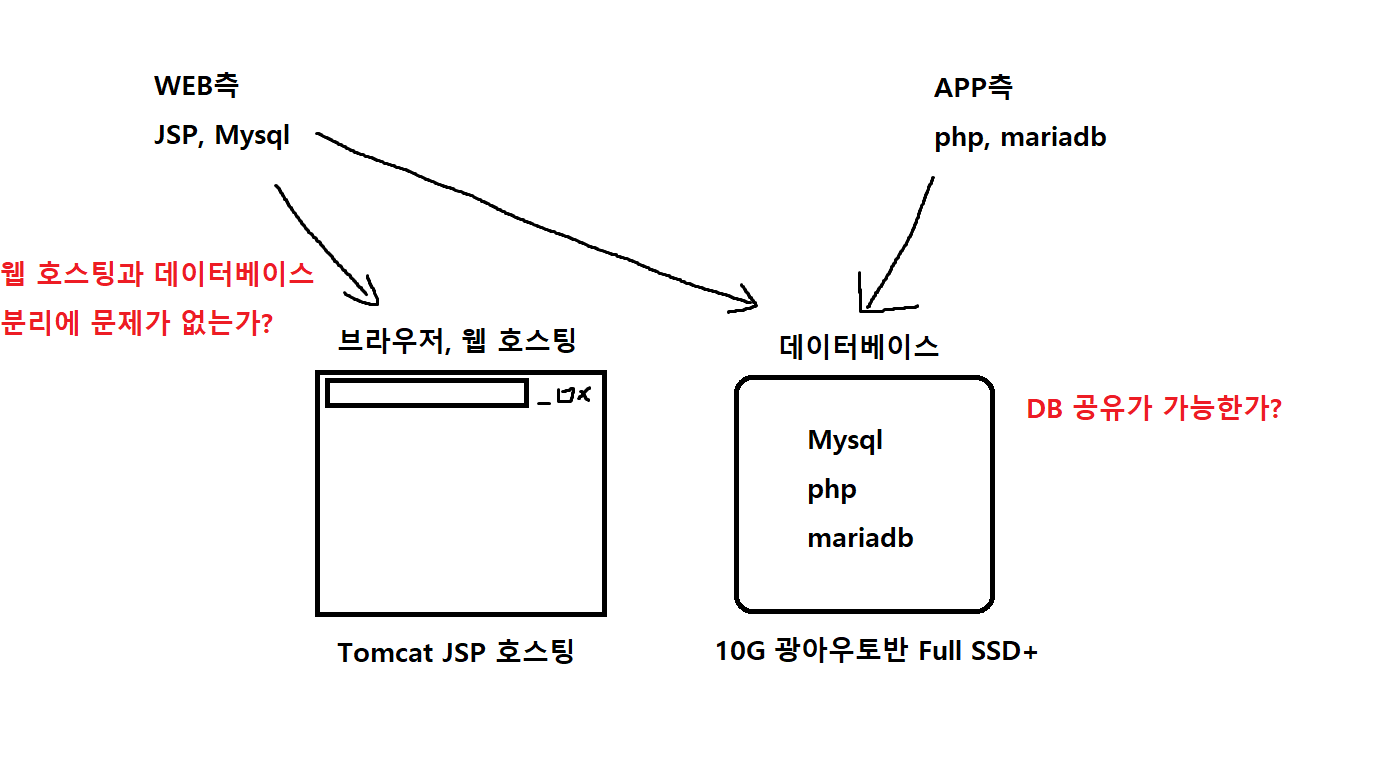 WEB측
JSP, Mysql
APP측
php, mariadb
웹 호스팅과 데이터베이스
분리에 문제가 없는가?
브라우저, 웹 호스팅
데이터베이스
DB 공유가 가능한가?
Mysql
php
mariadb
Tomcat JSP 호스팅
10G 광아우토반 Full SSD+